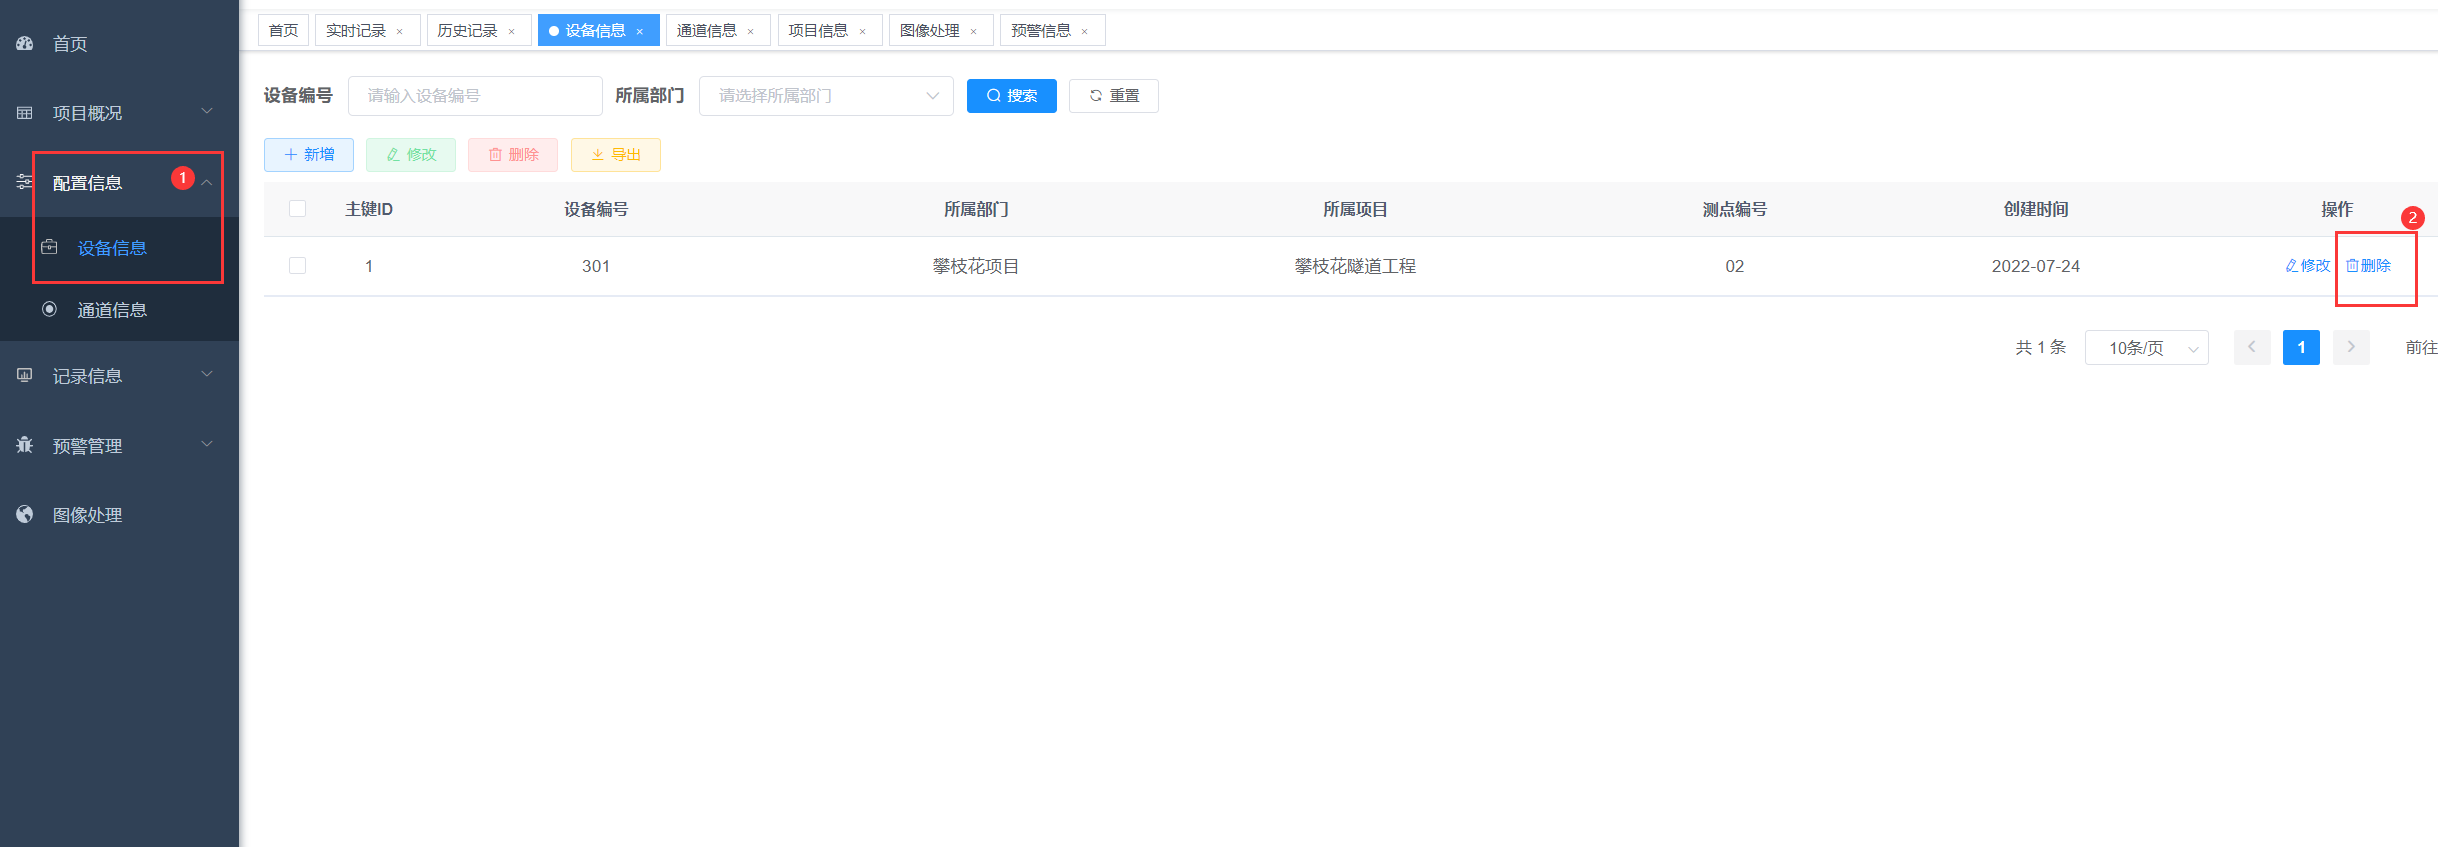 首页
项目概况
配置信息
1
设备信息
通道信息
记录信息
预警管理
图像处理
首页 实时记录 × 历史记录 × 设备信息 × 通道信息 × 项目信息 × 图像处理 × 预警信息 ×
设备编号 请输入设备编号 所属部门 请选择所属部门 搜索 重置
新增 修改 删除 导出
主键ID 设备编号 所属部门 所属项目 测点编号 创建时间 操作
2
1 301 攀枝花项目 攀枝花隧道工程 02 2022-07-24 修改 删除
共 1 条 10条/页 1 前往